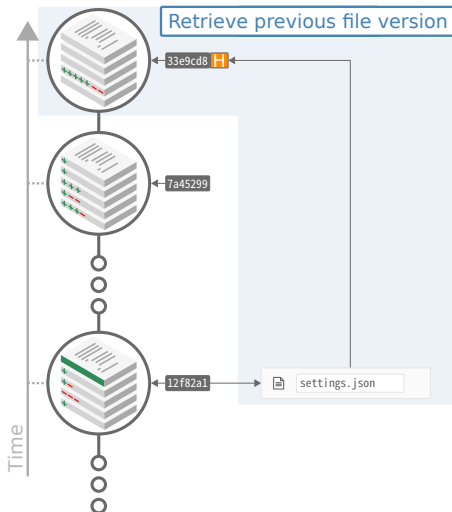 Retrieve previous file version
33e9cd8 H
7a45299
12f82a1
settings.json
Time